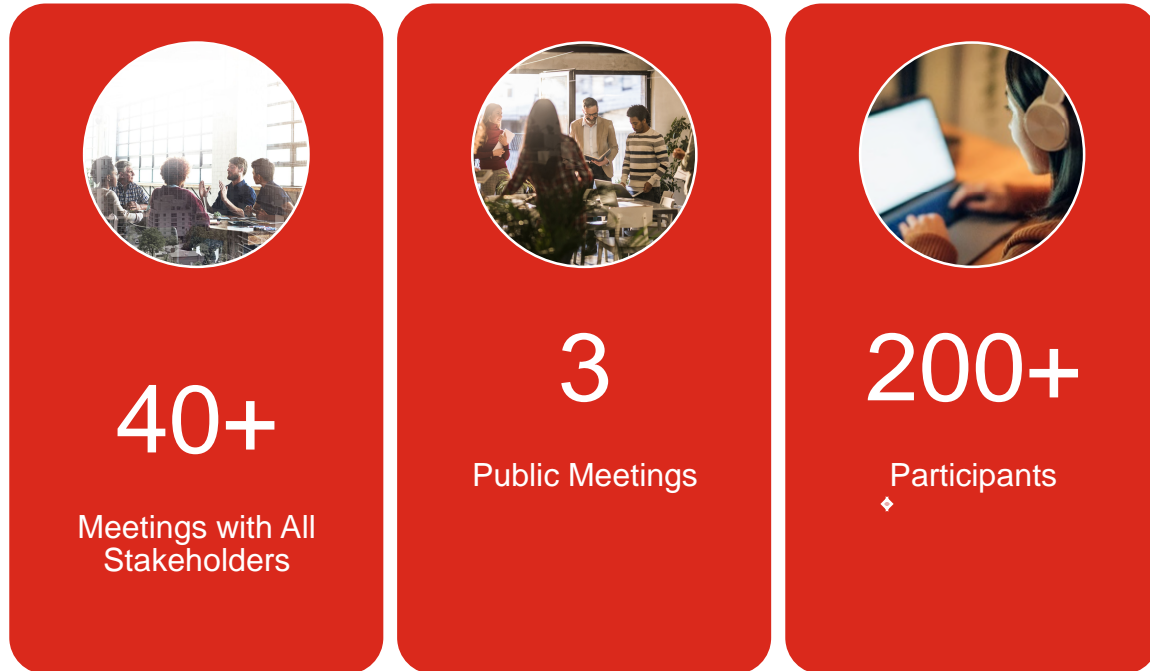 40+
Meetings with All
Stakeholders
3
Public Meetings
200+
Participants